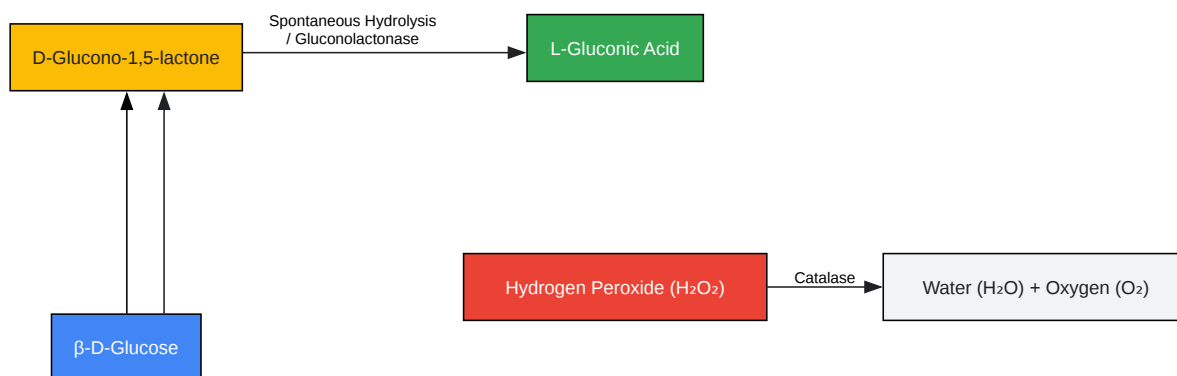 Spontaneous Hydrolysis
/ Gluconolactonase
D-Glucono-1,5-lactone
L-Gluconic Acid
Hydrogen Peroxide (H₂O₂)
Catalase
Water (H₂O) + Oxygen (O₂)
β-D-Glucose